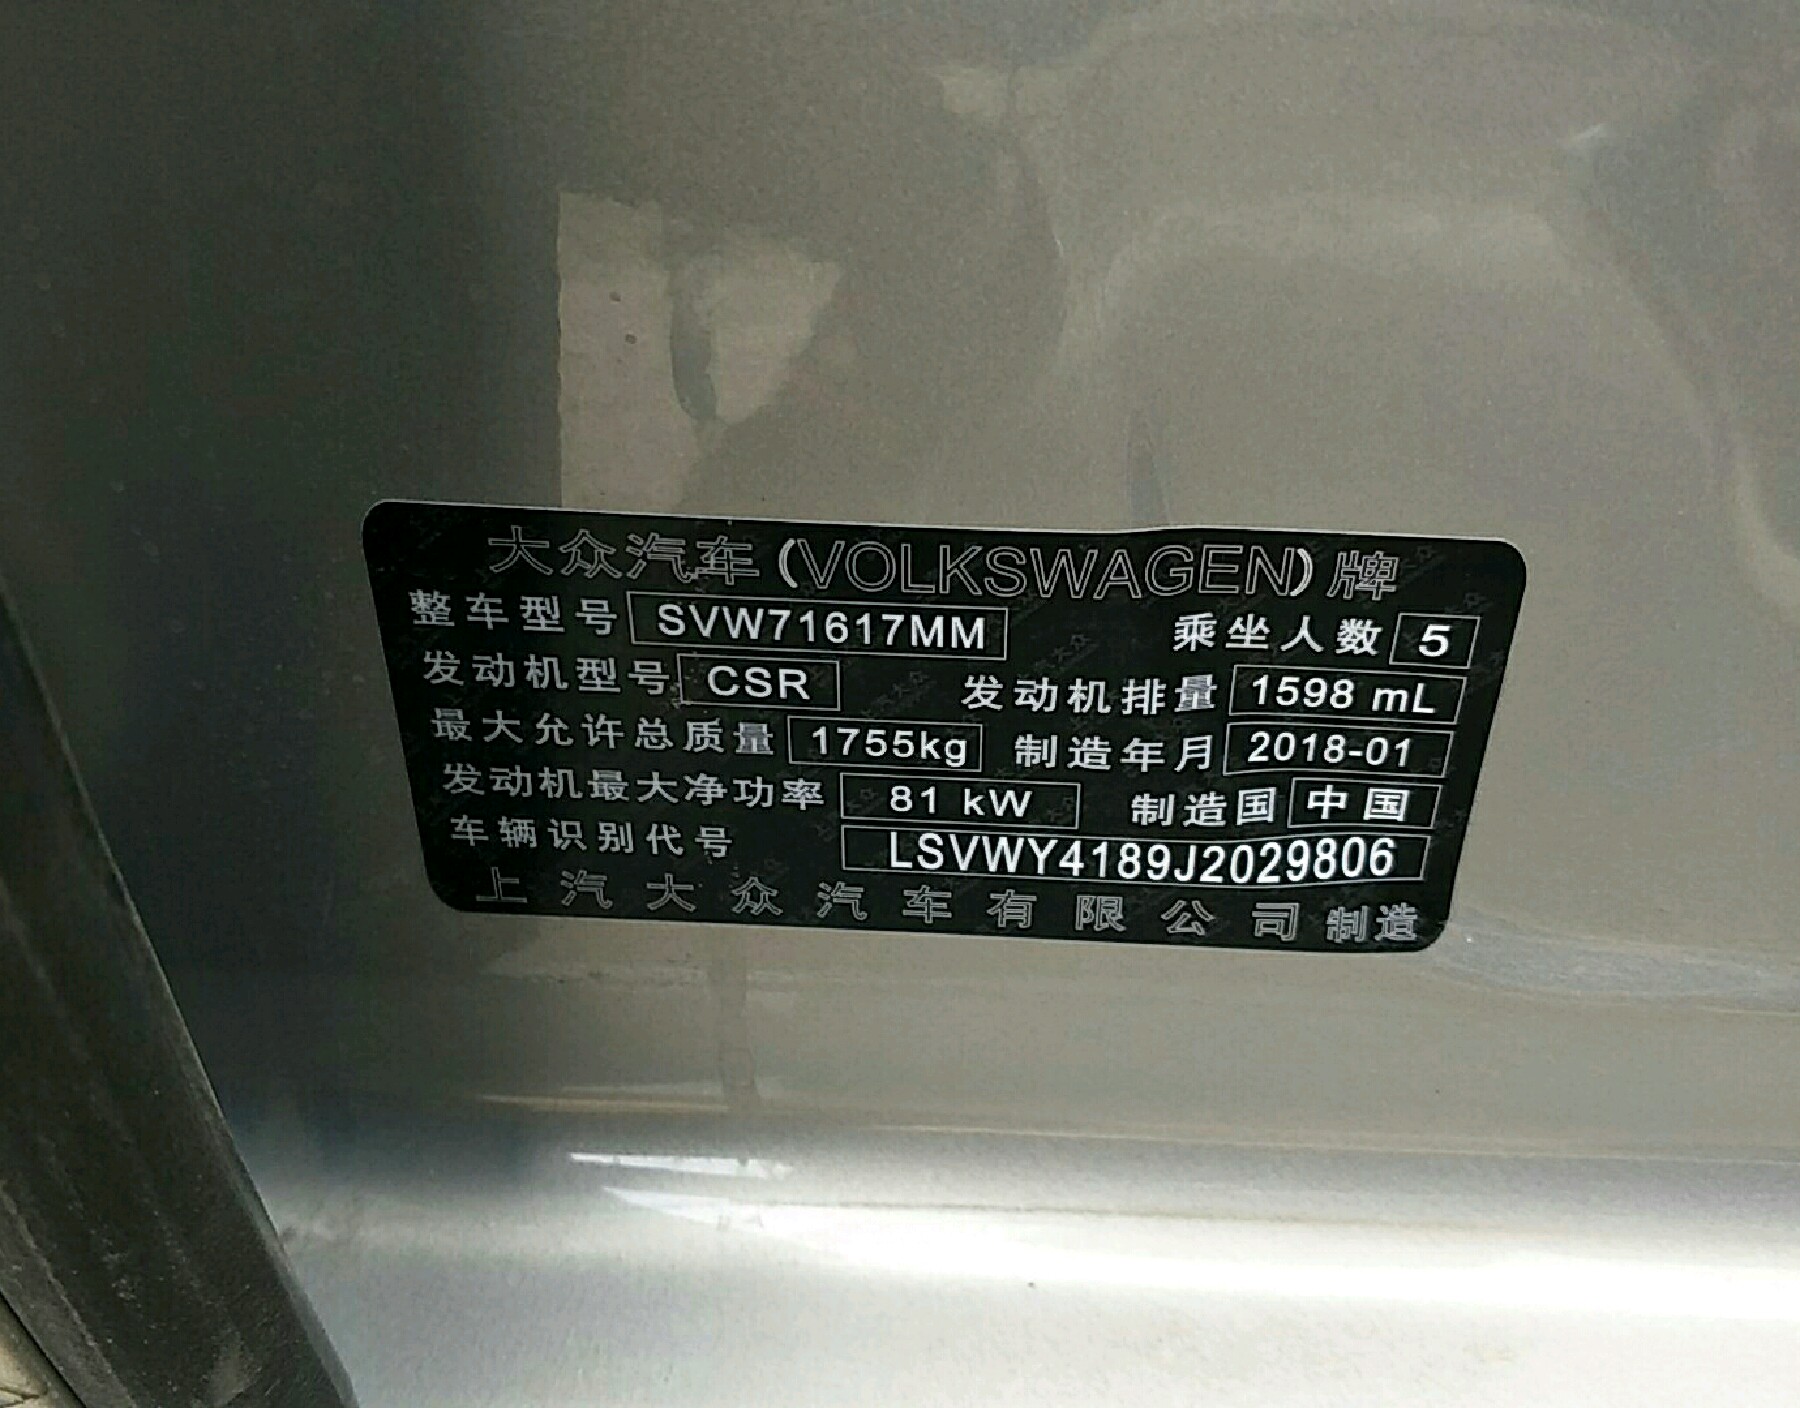 大众汽车(VOLKSWAGEN)牌
整车型号 SVW71617MM 乘坐人数 5
发动机型号 CSR 发动机排量 1598 mL
最大允许总质量 1755kg 制造年月 2018-01
发动机最大净功率 81 kW 制造国 中国
车辆识别代号 LSVWY4189J2029806
上汽大众汽车有限公司制造